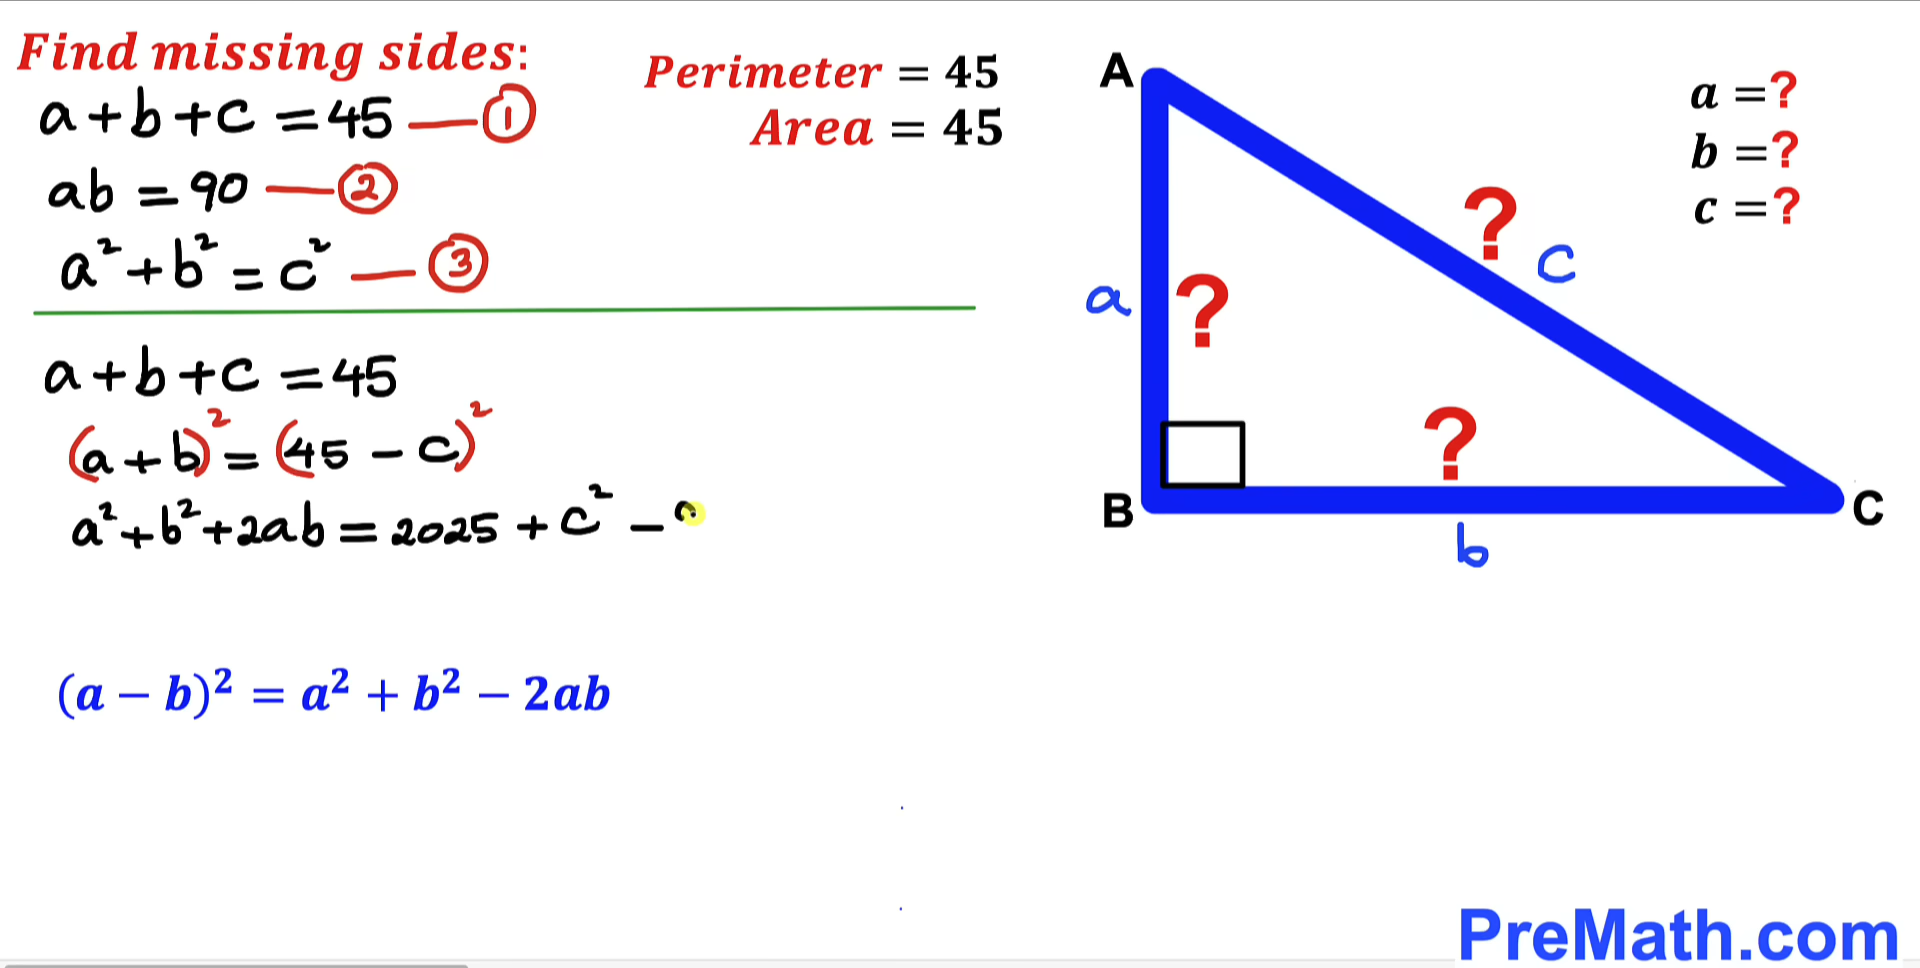 Find missing sides:
a+b+c=45 —①
ab=90 —②
a²+b²=c² —③
a+b+c=45
(a+b)²=(45-c)²
a²+b²+2ab=2025+c²-
(a − b)² = a² + b² − 2ab
Perimeter = 45
Area = 45
A
a
?
B
?
b
?
c
C
a =?
b =?
c =?
PreMath.com